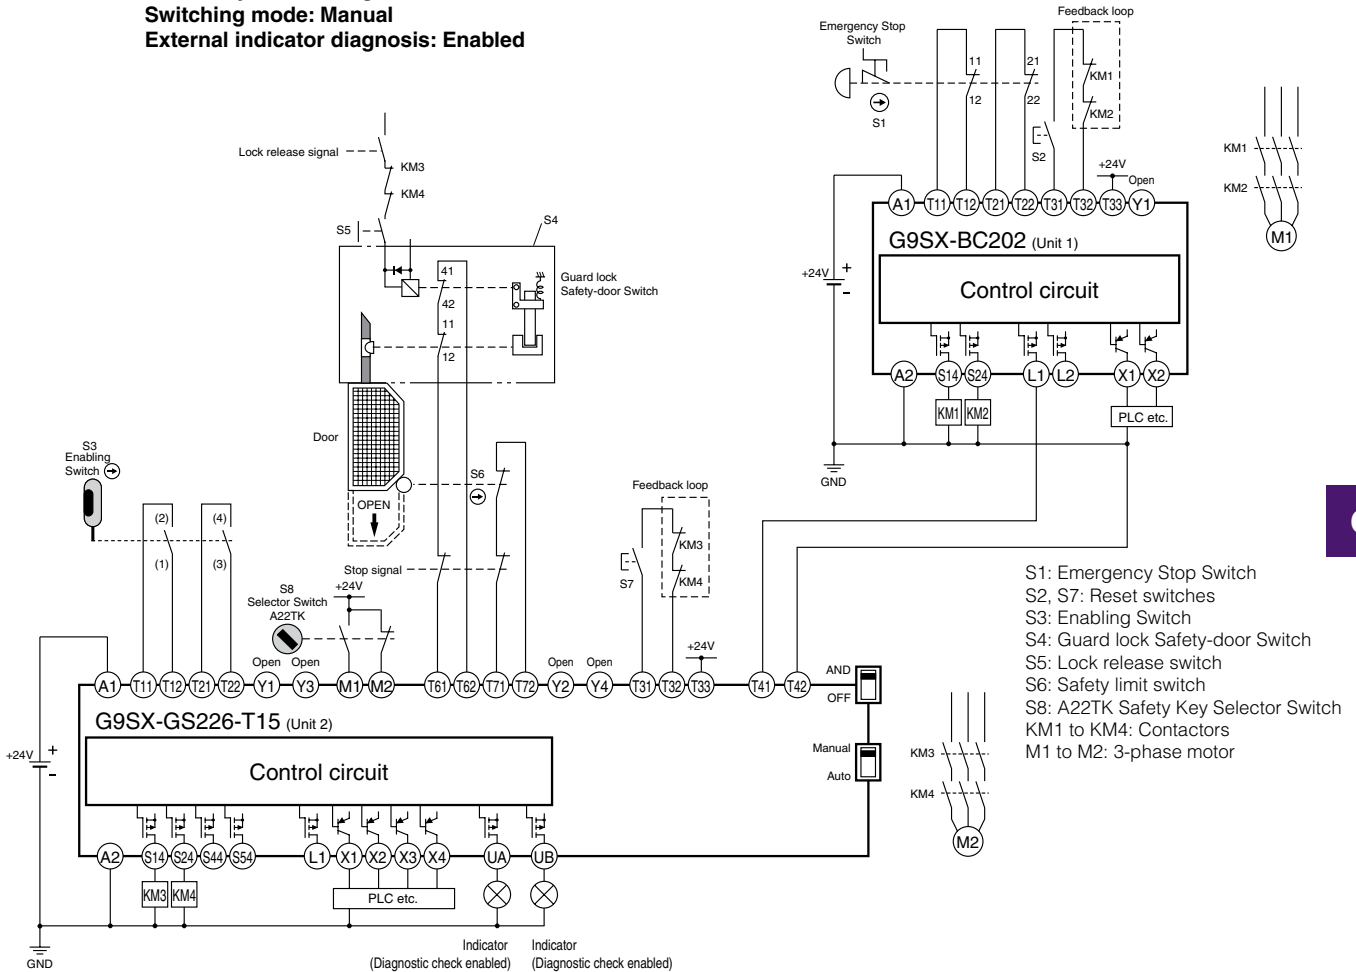 Switching mode: Manual
External indicator diagnosis: Enabled
Feedback loop
Emergency Stop
Switch
S1
11
12
21
22
S2
KM1
KM2
+24V
Open
KM1
KM2
M1
A1 T11 T12 T21 T22 T31 T32 T33 Y1
G9SX-BC202 (Unit 1)
Control circuit
+24V
+
-
A2 S14 S24 L1 L2 X1 X2
KM1 KM2
PLC etc.
GND
Lock release signal
KM3
KM4
S5
S4
41
42
11
12
Guard lock
Safety-door Switch
Door
OPEN
S6
Stop signal
S3
Enabling
Switch
(2)
(1)
(4)
(3)
S8
Selector Switch
A22TK
+24V
Feedback loop
S7
KM3
KM4
+24V
Open Open
Open Open
A1 T11 T12 T21 T22 Y1 Y3 M1 M2 T61 T62 T71 T72 Y2 Y4 T31 T32 T33 T41 T42
AND
OFF
Manual
Auto
G9SX-GS226-T15 (Unit 2)
Control circuit
+24V
+
-
A2 S14 S24 S44 S54 L1 X1 X2 X3 X4 UA UB
KM3 KM4
PLC etc.
GND
Indicator
(Diagnostic check enabled)
Indicator
(Diagnostic check enabled)
KM3
KM4
M2
S1: Emergency Stop Switch
S2, S7: Reset switches
S3: Enabling Switch
S4: Guard lock Safety-door Switch
S5: Lock release switch
S6: Safety limit switch
S8: A22TK Safety Key Selector Switch
KM1 to KM4: Contactors
M1 to M2: 3-phase motor